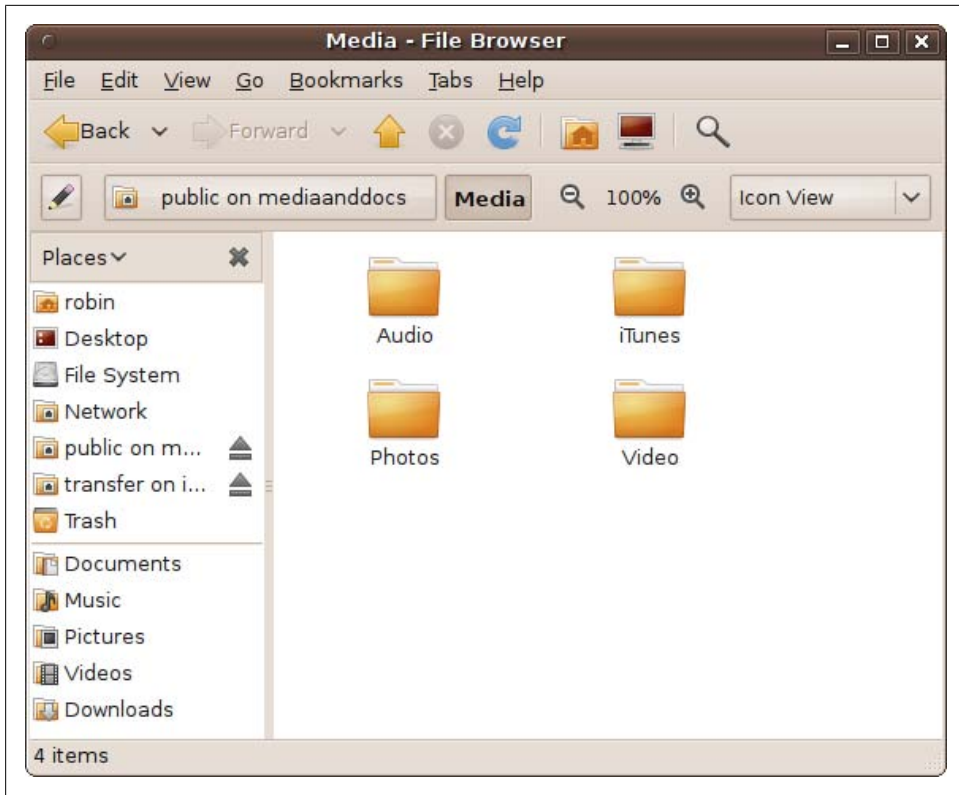 Media - File Browser
File Edit View Go Bookmarks Tabs Help
Back Forward
public on mediaanddocs Media 100% Icon View
Places
robin
Desktop
File System
Network
public on m...
transfer on i...
Trash
Documents
Music
Pictures
Videos
Downloads
Audio iTunes
Photos Video
4 items